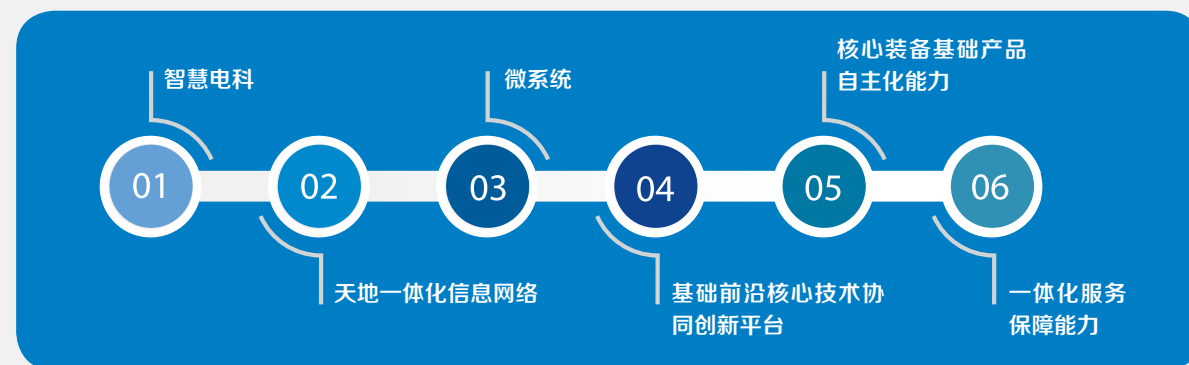 核心装备基础产品
自主化能力
智慧电科
微系统
01
02
03
04
05
06
天地一体化信息网络
基础前沿核心技术协
同创新平台
一体化服务
保障能力